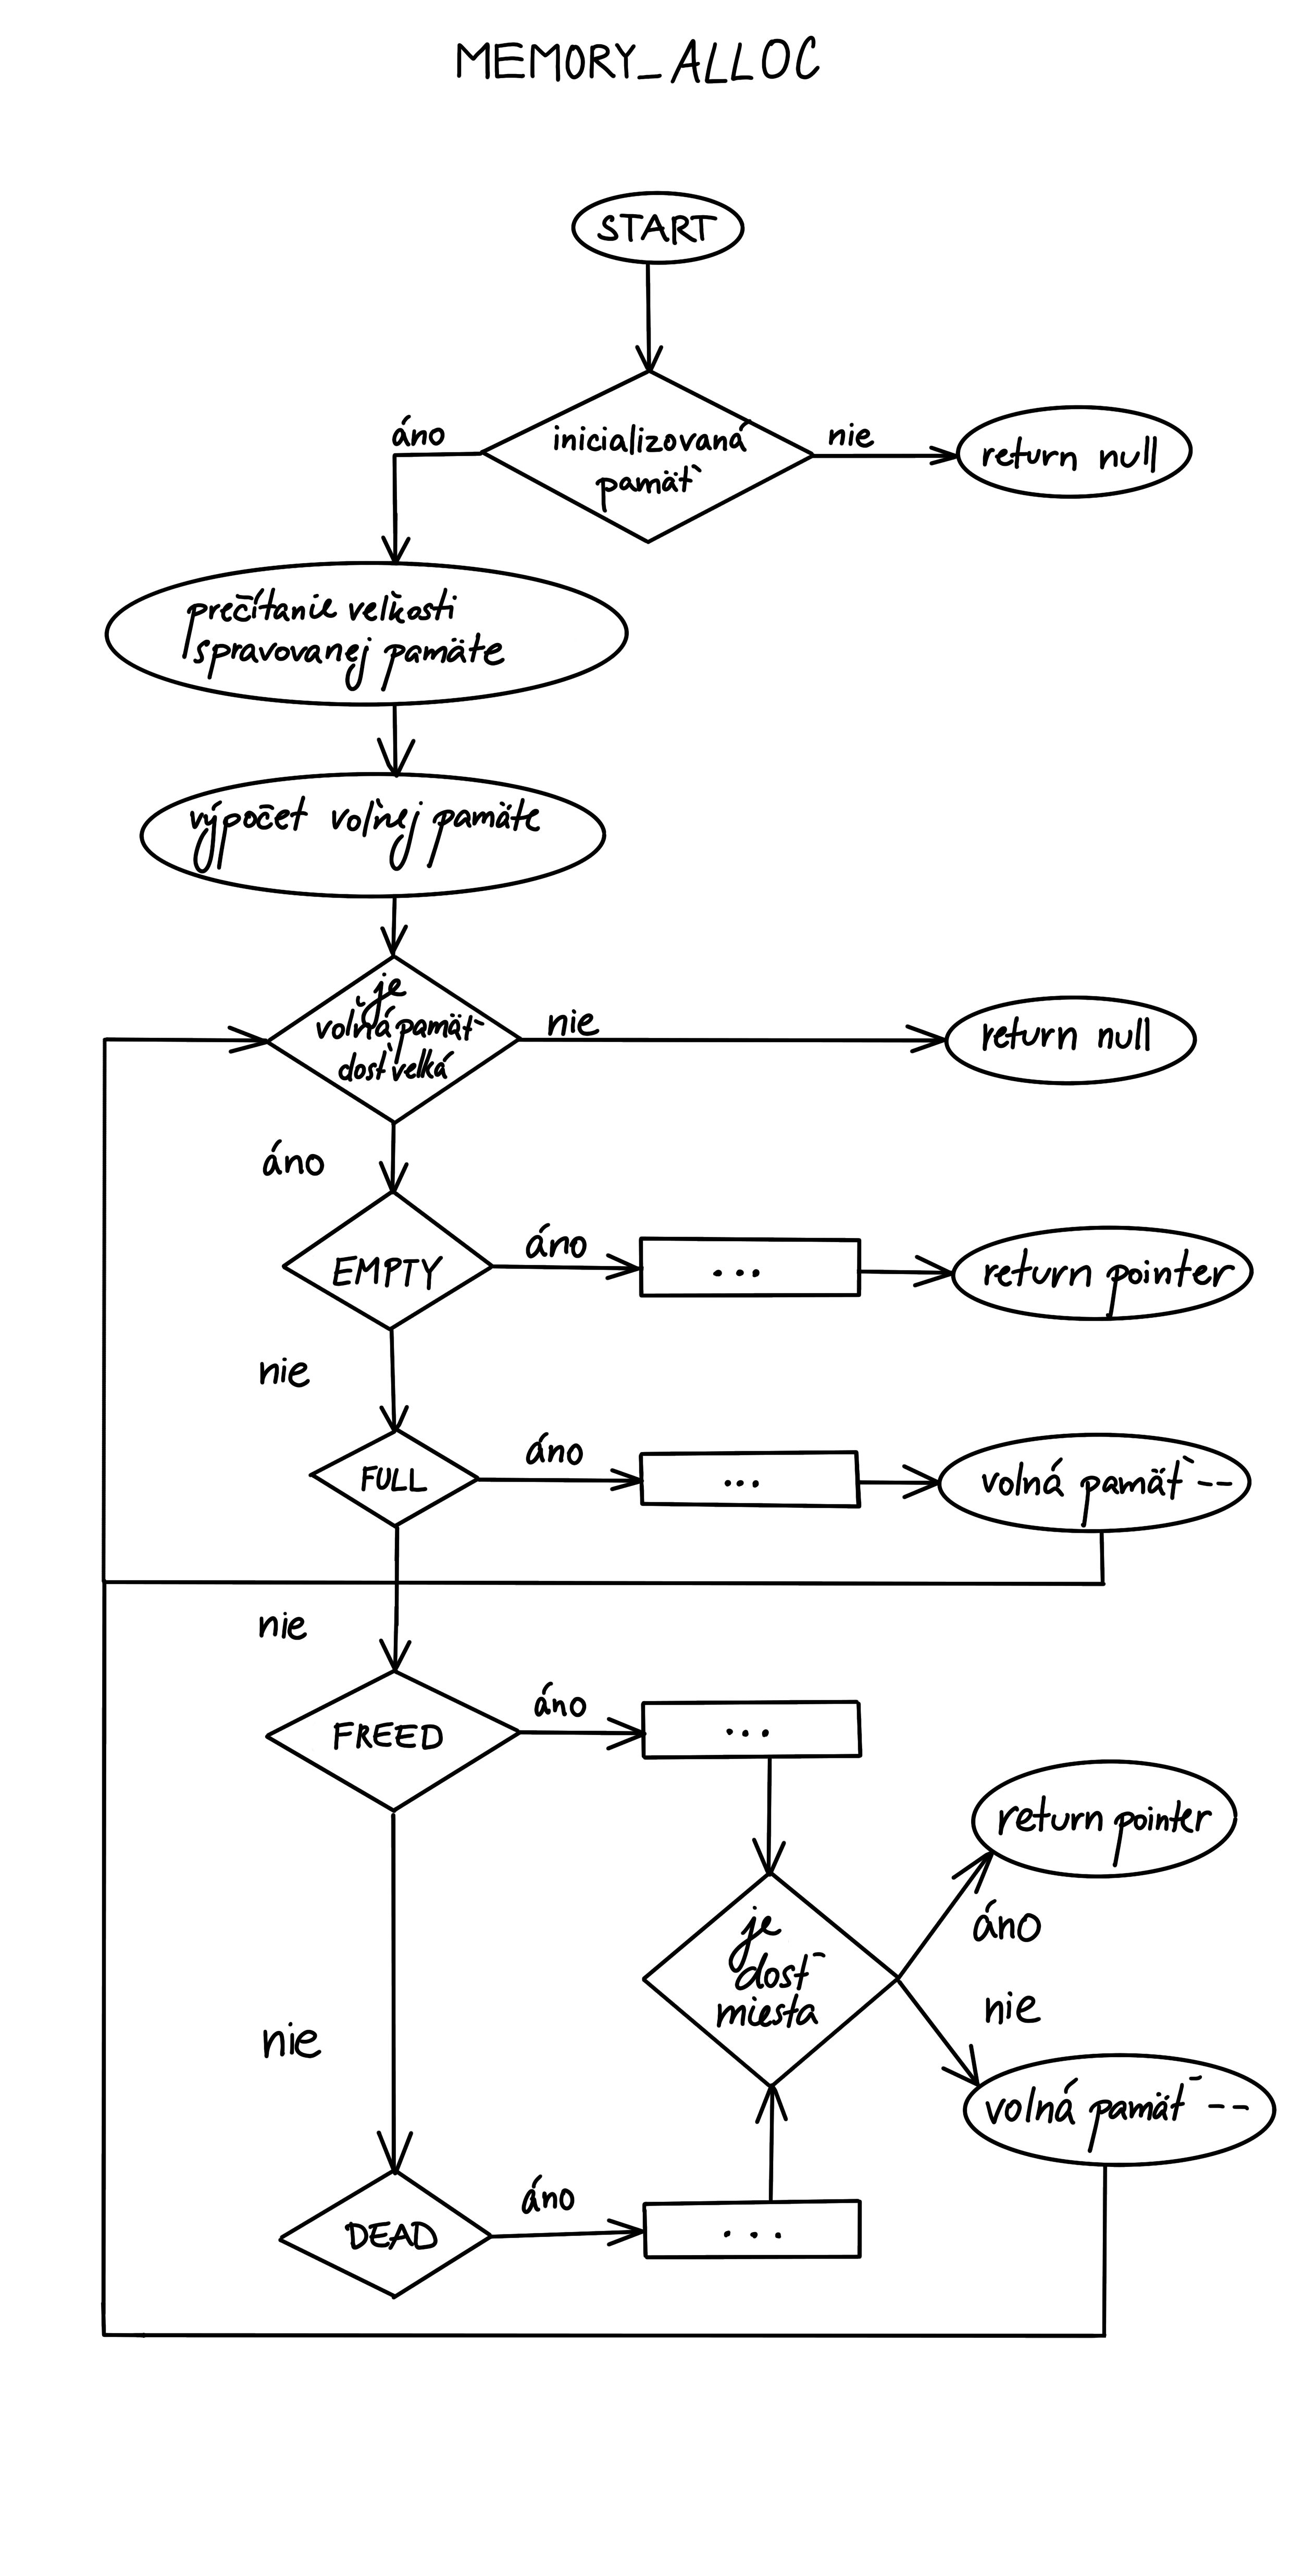 MEMORY_ALLOC
START
áno
inicializovaná
pamäť
nie
return null
prečítanie veľkosti
spravovanej pamäte
výpočet voľnej pamäte
je
voľná pamäť
dosť veľká
nie
return null
áno
EMPTY
áno
...
return pointer
nie
FULL
áno
...
volná pamäť --
nie
FREED
áno
...
return pointer
áno
je
dosť
miesta
nie
volná pamäť --
nie
DEAD
áno
...